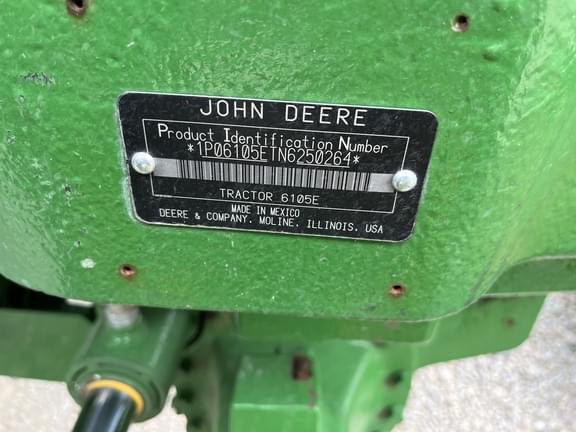 JOHN DEERE
Product Identification Number
*1P06105ETN6250264*
TRACTOR 6105E
MADE IN MEXICO
DEERE & COMPANY. MOLINE. ILLINOIS. USA